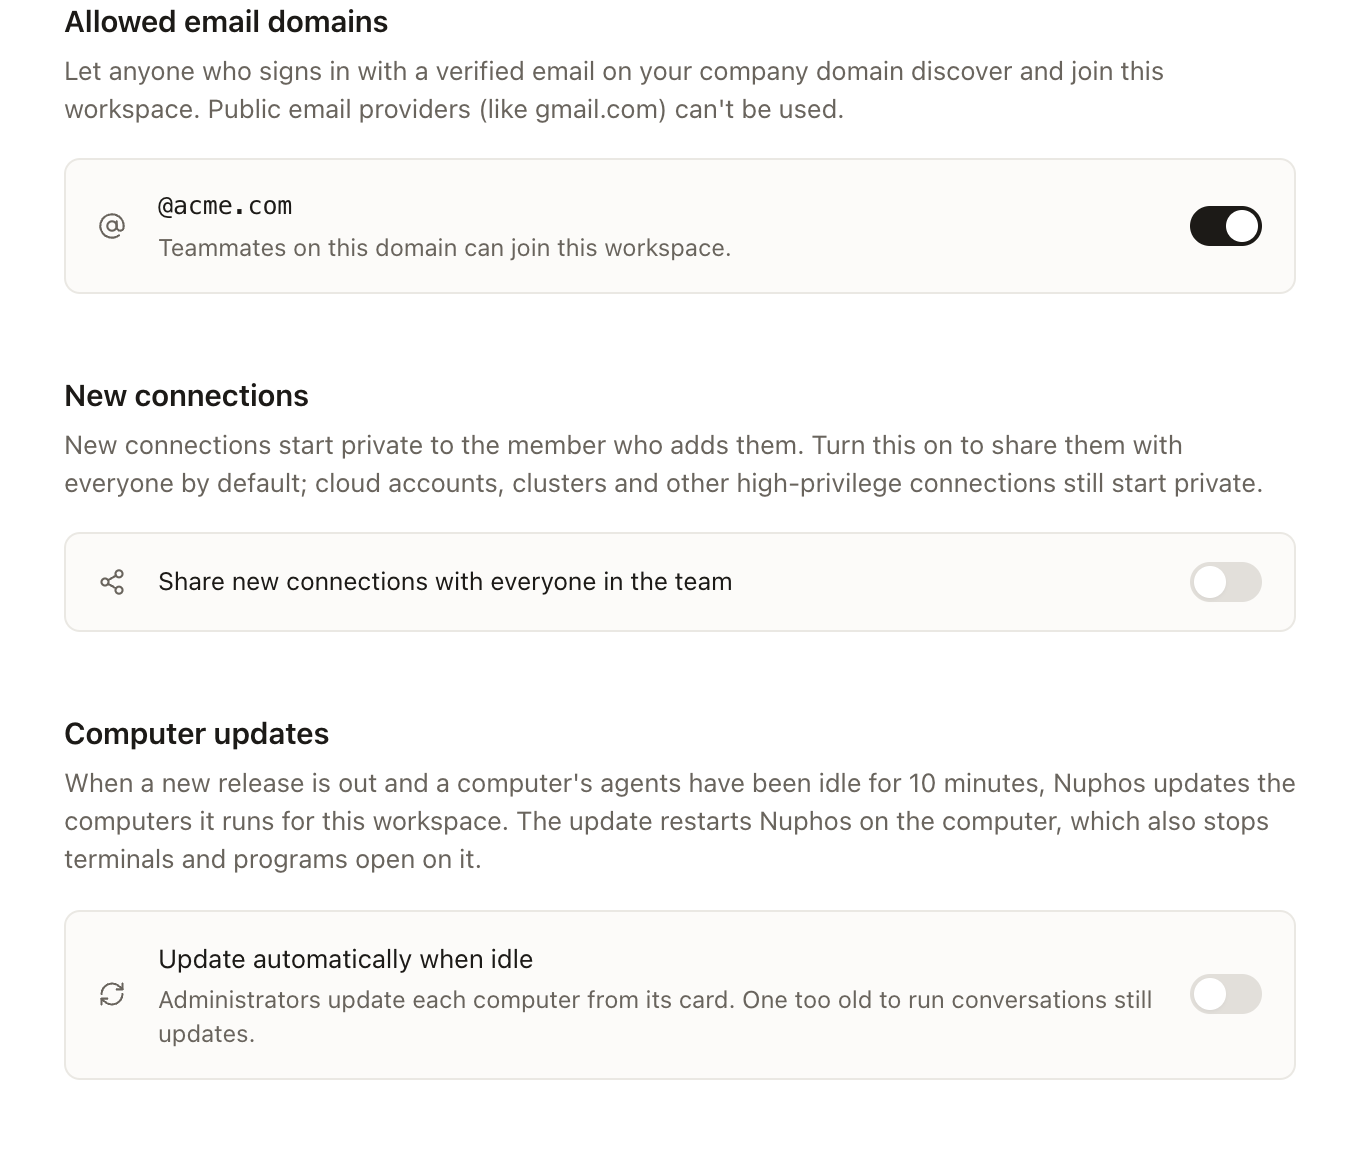 Allowed email domains
Let anyone who signs in with a verified email on your company domain discover and join this
workspace. Public email providers (like gmail.com) can't be used.
@acme.com
Teammates on this domain can join this workspace.
New connections
New connections start private to the member who adds them. Turn this on to share them with
everyone by default; cloud accounts, clusters and other high-privilege connections still start private.
Share new connections with everyone in the team
Computer updates
When a new release is out and a computer's agents have been idle for 10 minutes, Nuphos updates the
computers it runs for this workspace. The update restarts Nuphos on the computer, which also stops
terminals and programs open on it.
Update automatically when idle
Administrators update each computer from its card. One too old to run conversations still
updates.